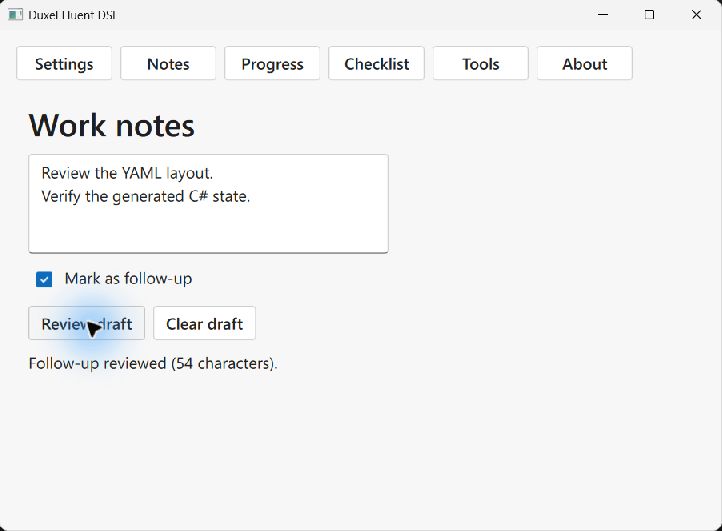 Duxel Fluent DSL
Settings Notes Progress Checklist Tools About
Work notes
Review the YAML layout.
Verify the generated C# state.
Mark as follow-up
Review draft Clear draft
Follow-up reviewed (54 characters).